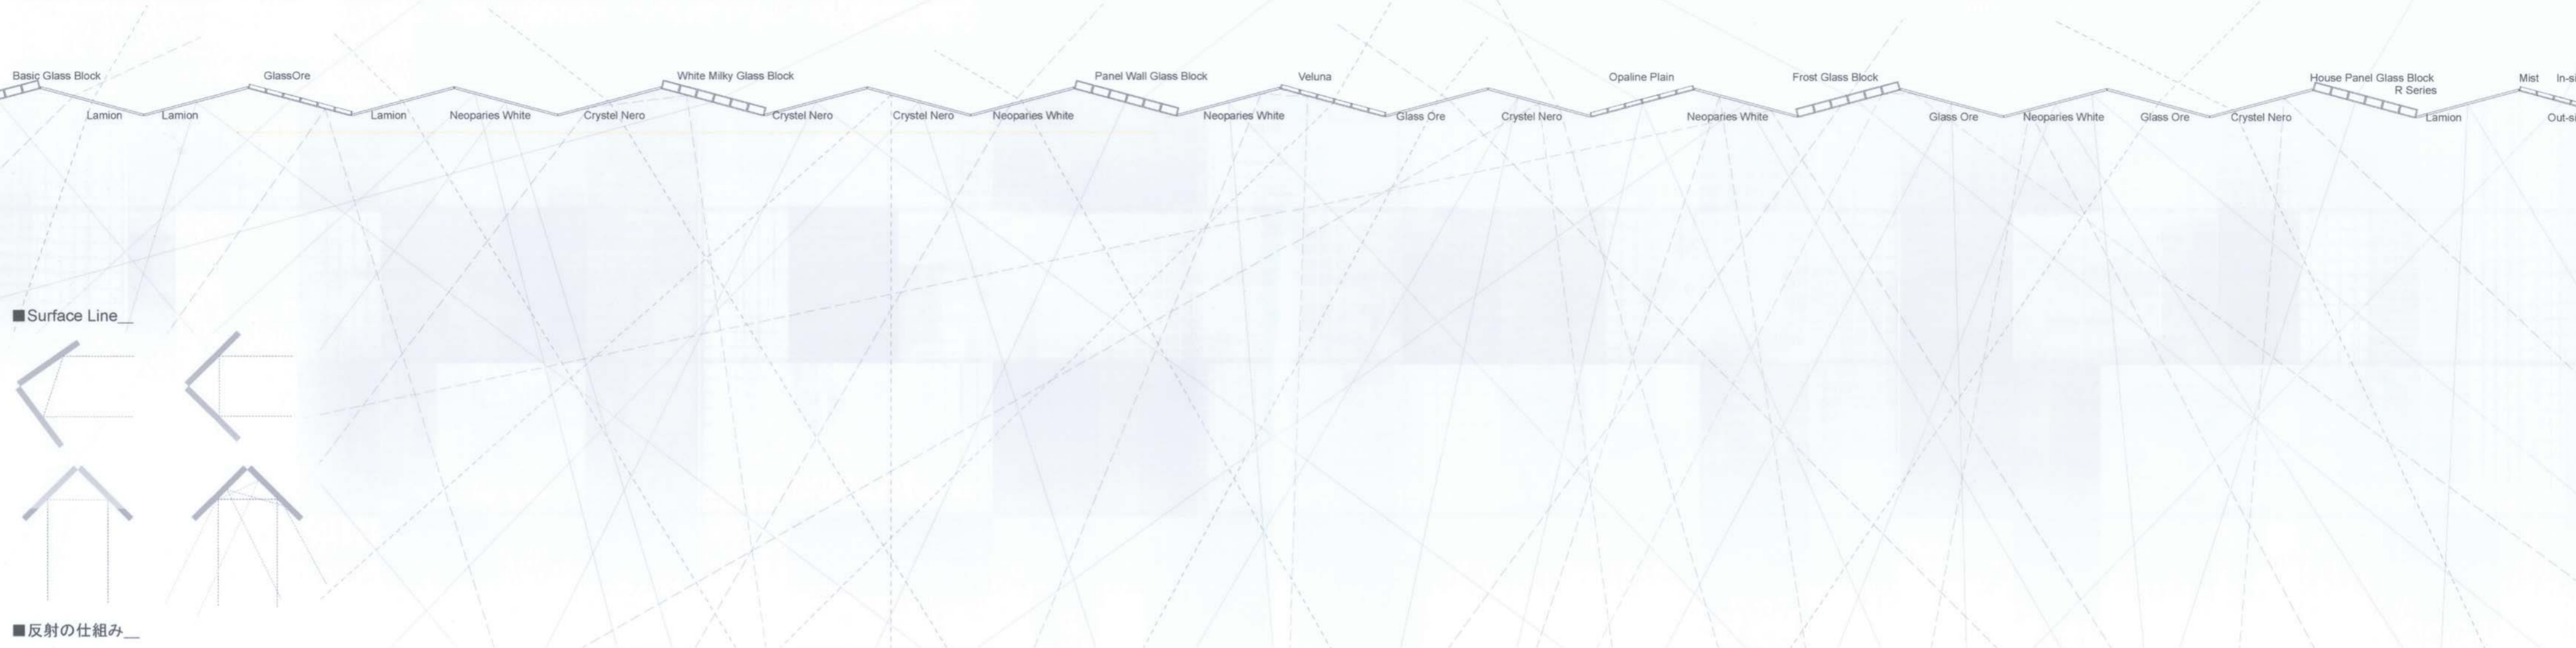 Basic Glass Block
GlassOre
White Milky Glass Block
Panel Wall Glass Block
Veluna
Opaline Plain
Frost Glass Block
House Panel Glass Block
R Series
Mist
Lamion
Lamion
Lamion
Neoparies White
Crystel Nero
Crystel Nero
Crystel Nero
Neoparies White
Neoparies White
Glass Ore
Crystel Nero
Neoparies White
Glass Ore
Neoparies White
Glass Ore
Crystel Nero
Lamion
■Surface Line__
■反射の仕組み__